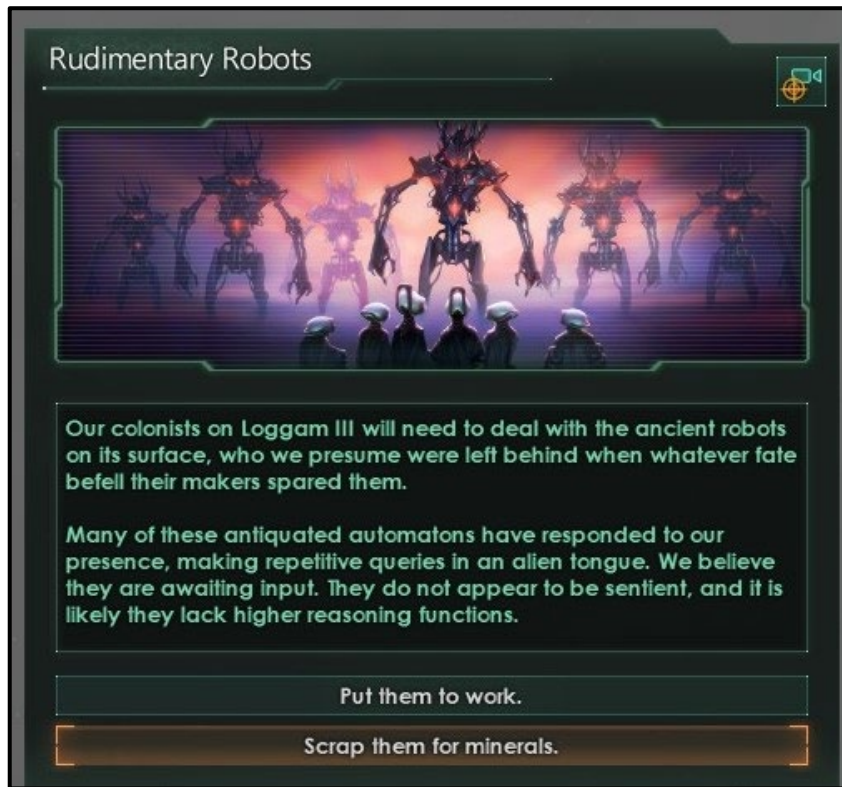 Rudimentary Robots
Our colonists on Loggam III will need to deal with the ancient robots
on its surface, who we presume were left behind when whatever fate
befell their makers spared them.
Many of these antiquated automatons have responded to our
presence, making repetitive queries in an alien tongue. We believe
they are awaiting input. They do not appear to be sentient, and it is
likely they lack higher reasoning functions.
Put them to work.
Scrap them for minerals.